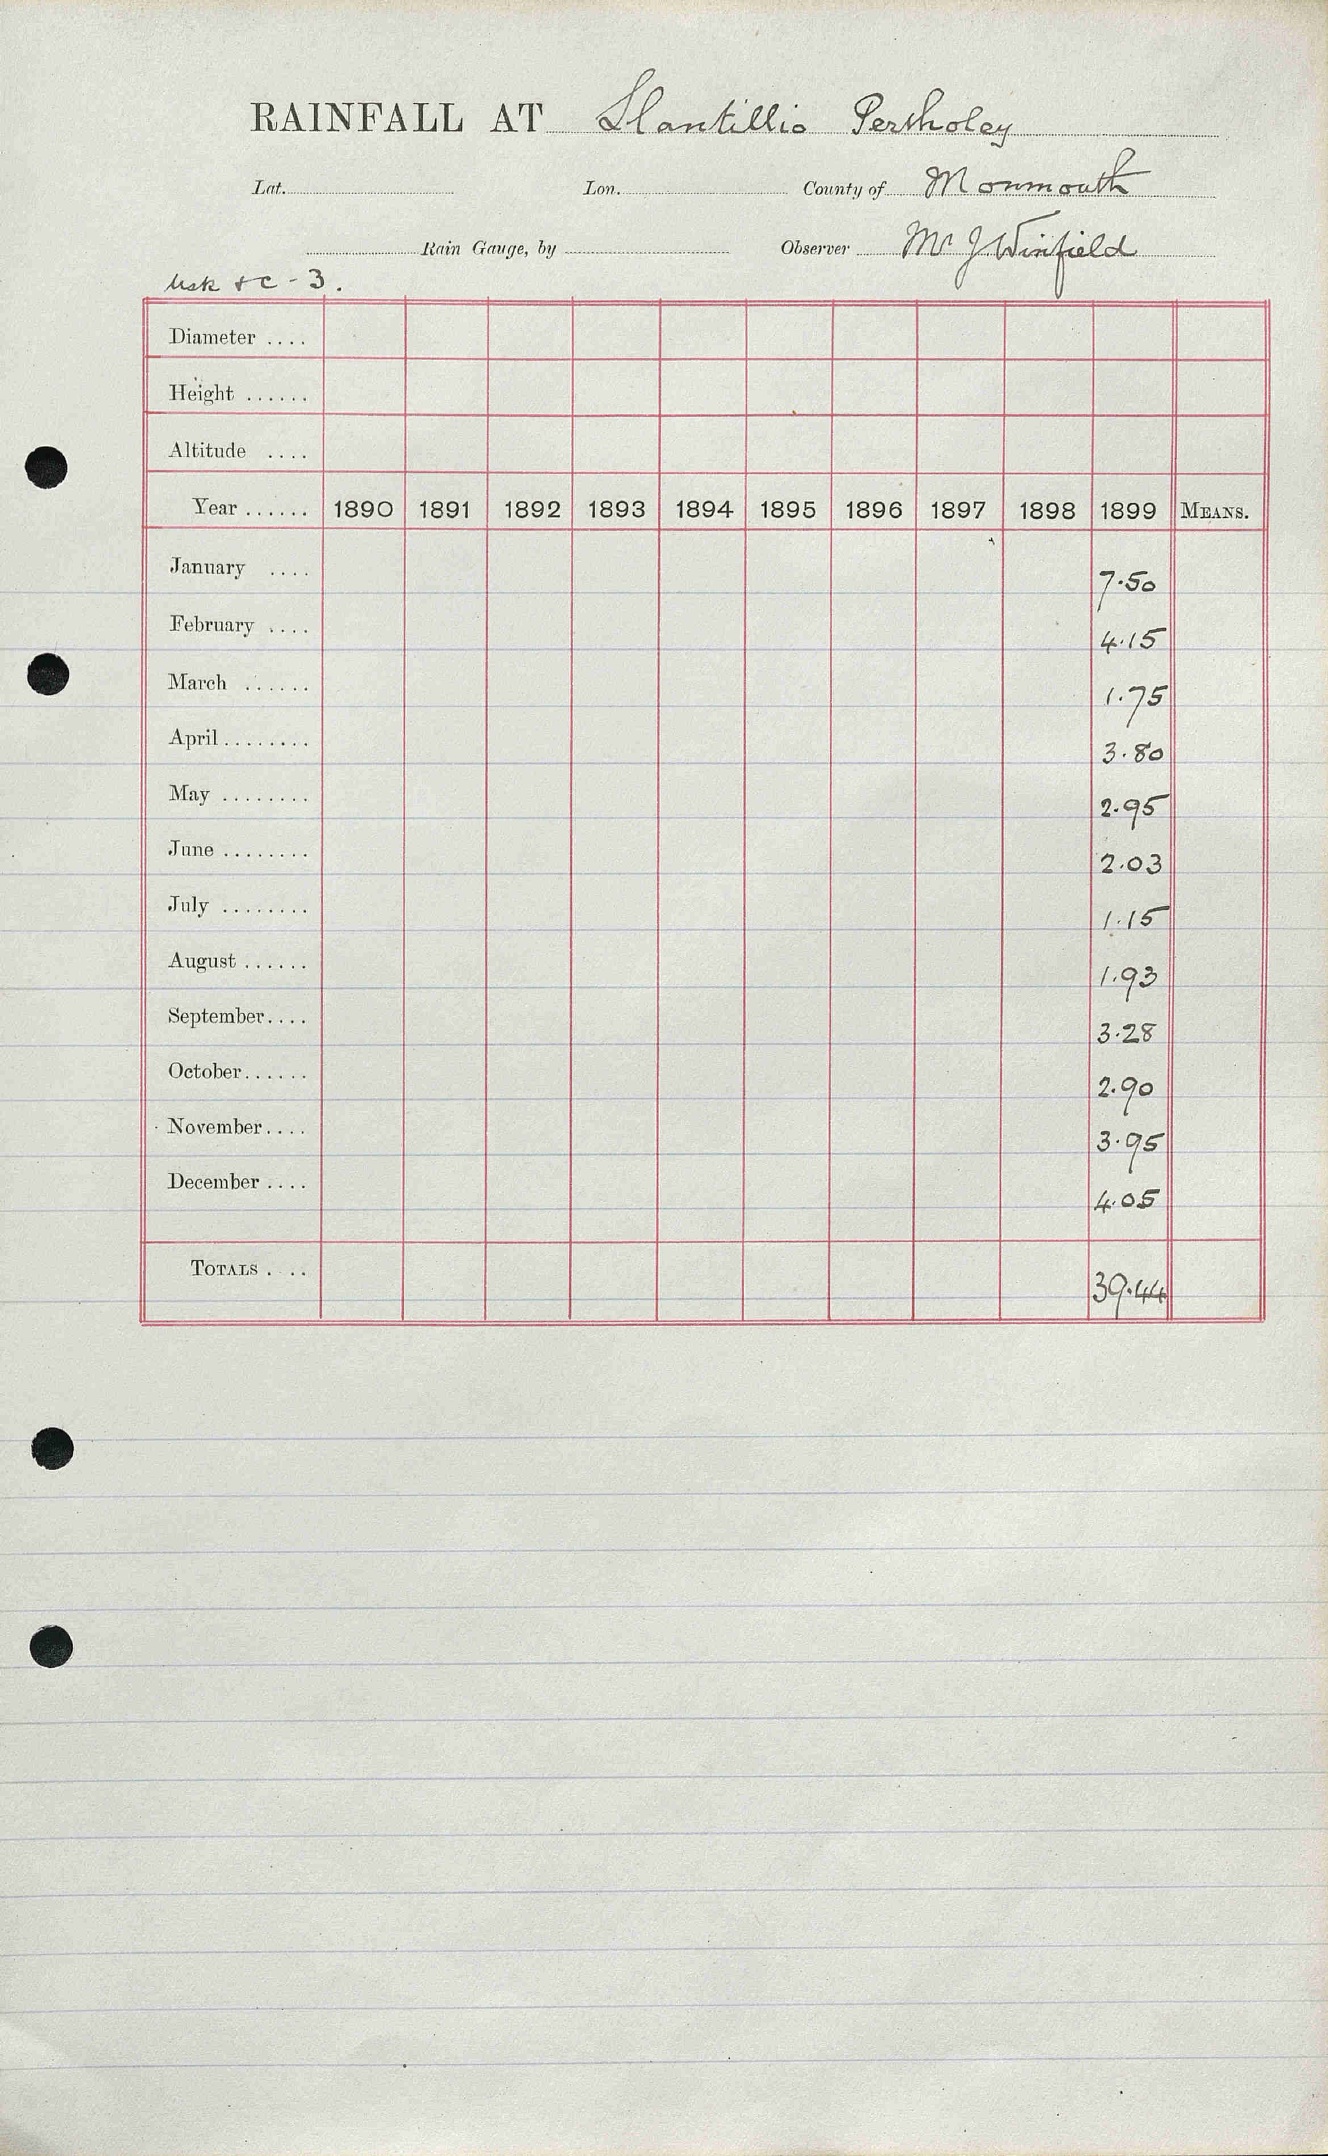 RAINFALL AT Llantillio Pertholey
Lat. Lon. County of Monmouth
Rain Gauge, by Observer Mr J. Winfield
Usk &c - 3.
Diameter ....
Height ......
Altitude ....
Year ...... 1890 1891 1892 1893 1894 1895 1896 1897 1898 1899 MEANS.
January .... 7.50
February .... 4.15
March ...... 1.75
April ........ 3.80
May ........ 2.95
June ........ 2.03
July ........ 1.15
August ...... 1.93
September.... 3.28
October...... 2.90
November.... 3.95
December .... 4.05
TOTALS . .. 39.44